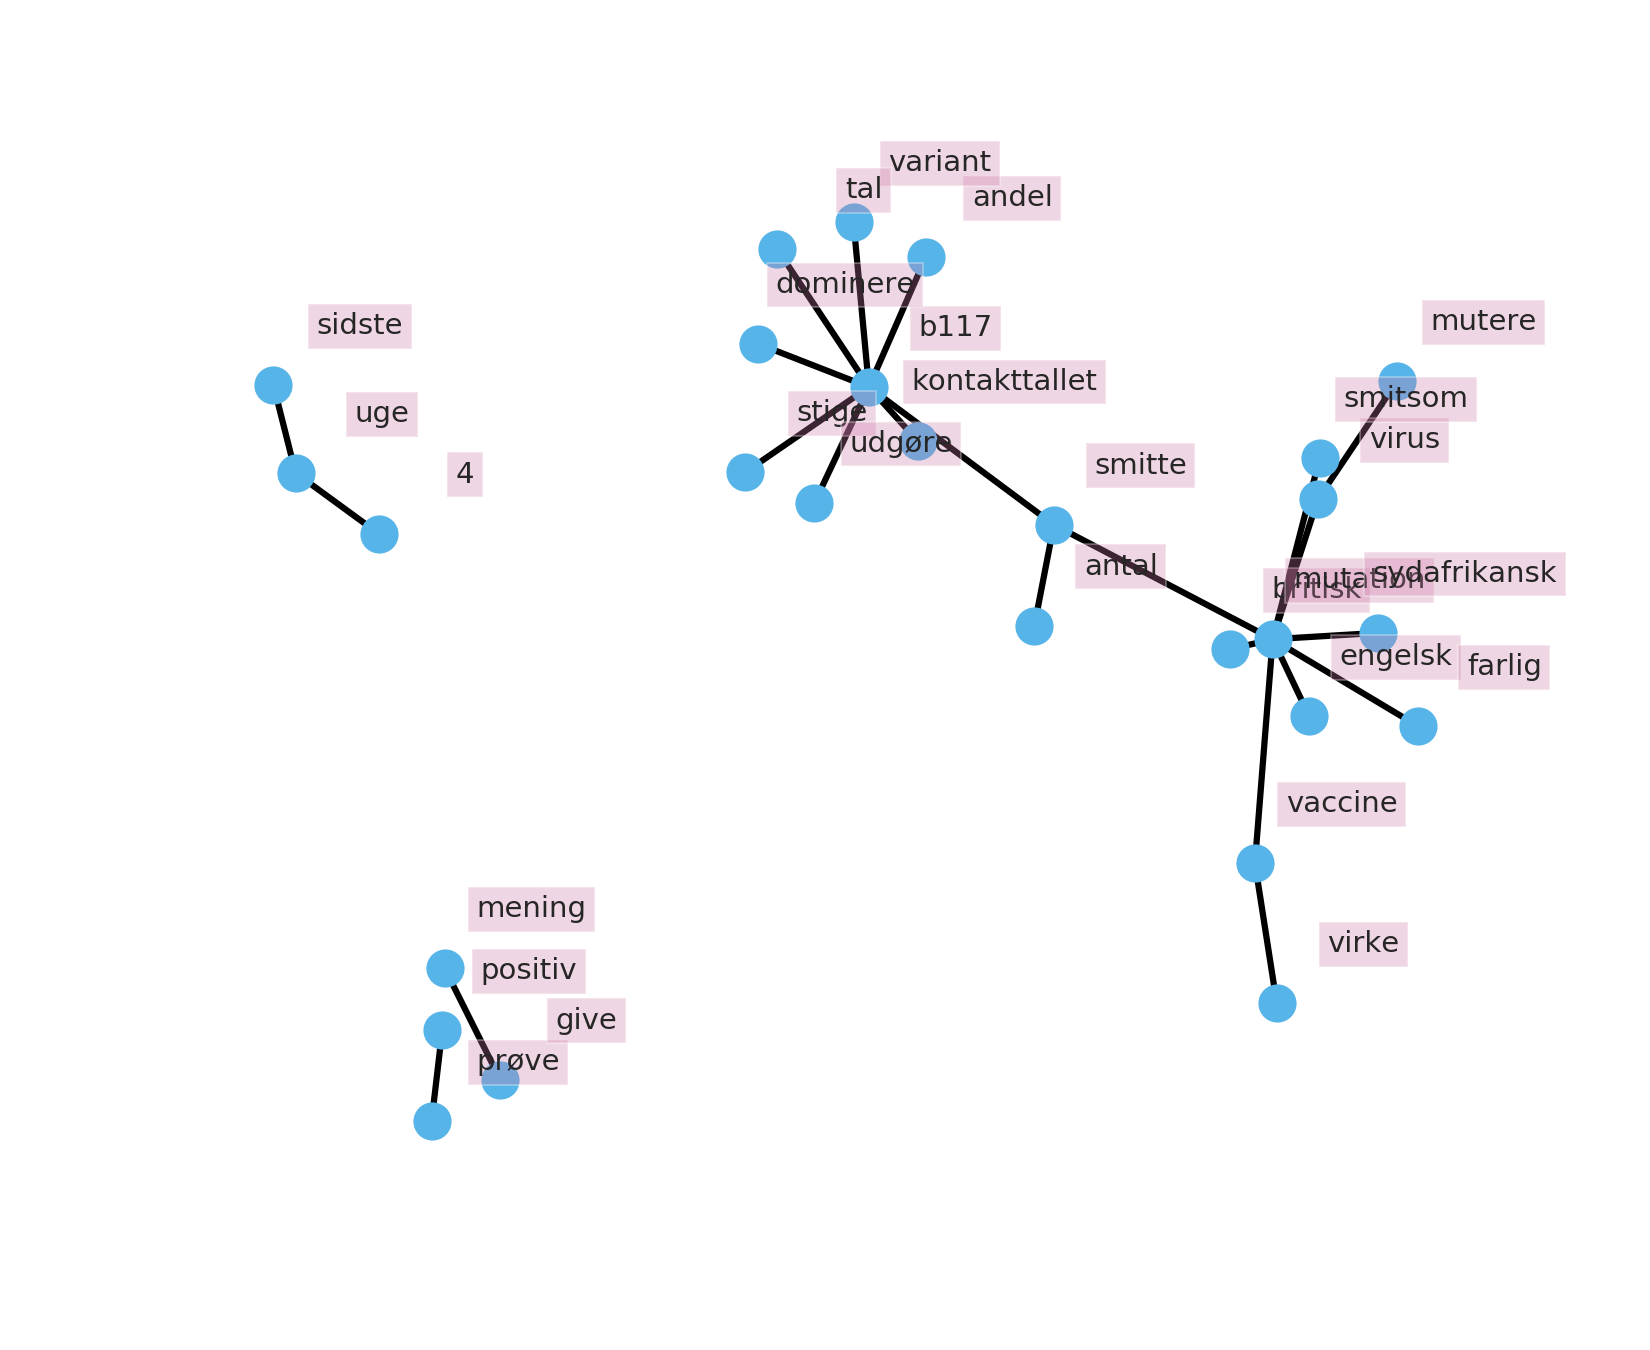 variant
tal
andel
dominere
b117
sidste
mutere
kontakttallet
smitsom
stige
uge
udgøre
virus
smitte
4
antal
sydafrikansk
mutation
britisk
engelsk
farlig
vaccine
mening
virke
positiv
give
prøve